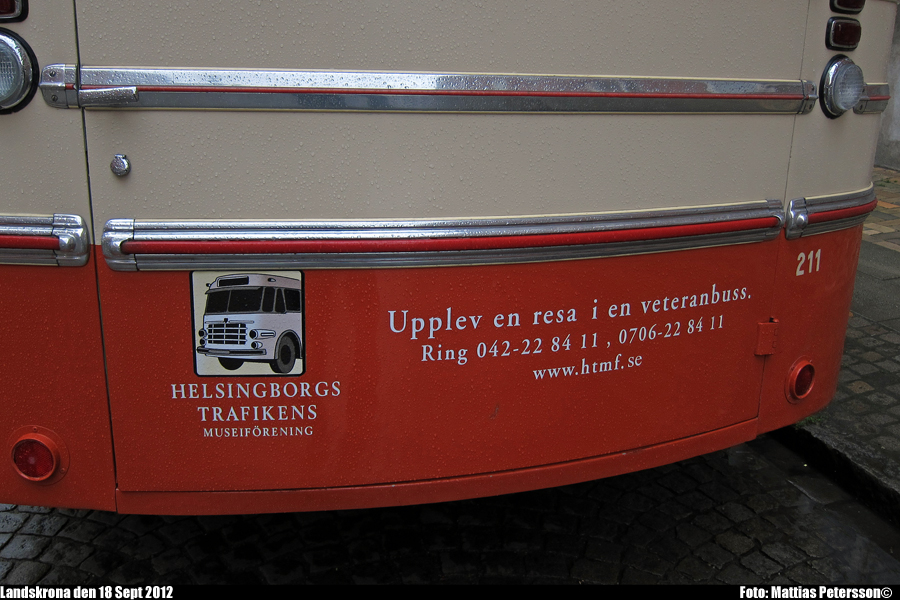 211
Upplev en resa i en veteranbuss.
Ring 042-22 84 11 , 0706-22 84 11
www.htmf.se
HELSINGBORGS
TRAFIKENS
MUSEIFÖRENING
Landskrona den 18 Sept 2012
Foto: Mattias Petersson©